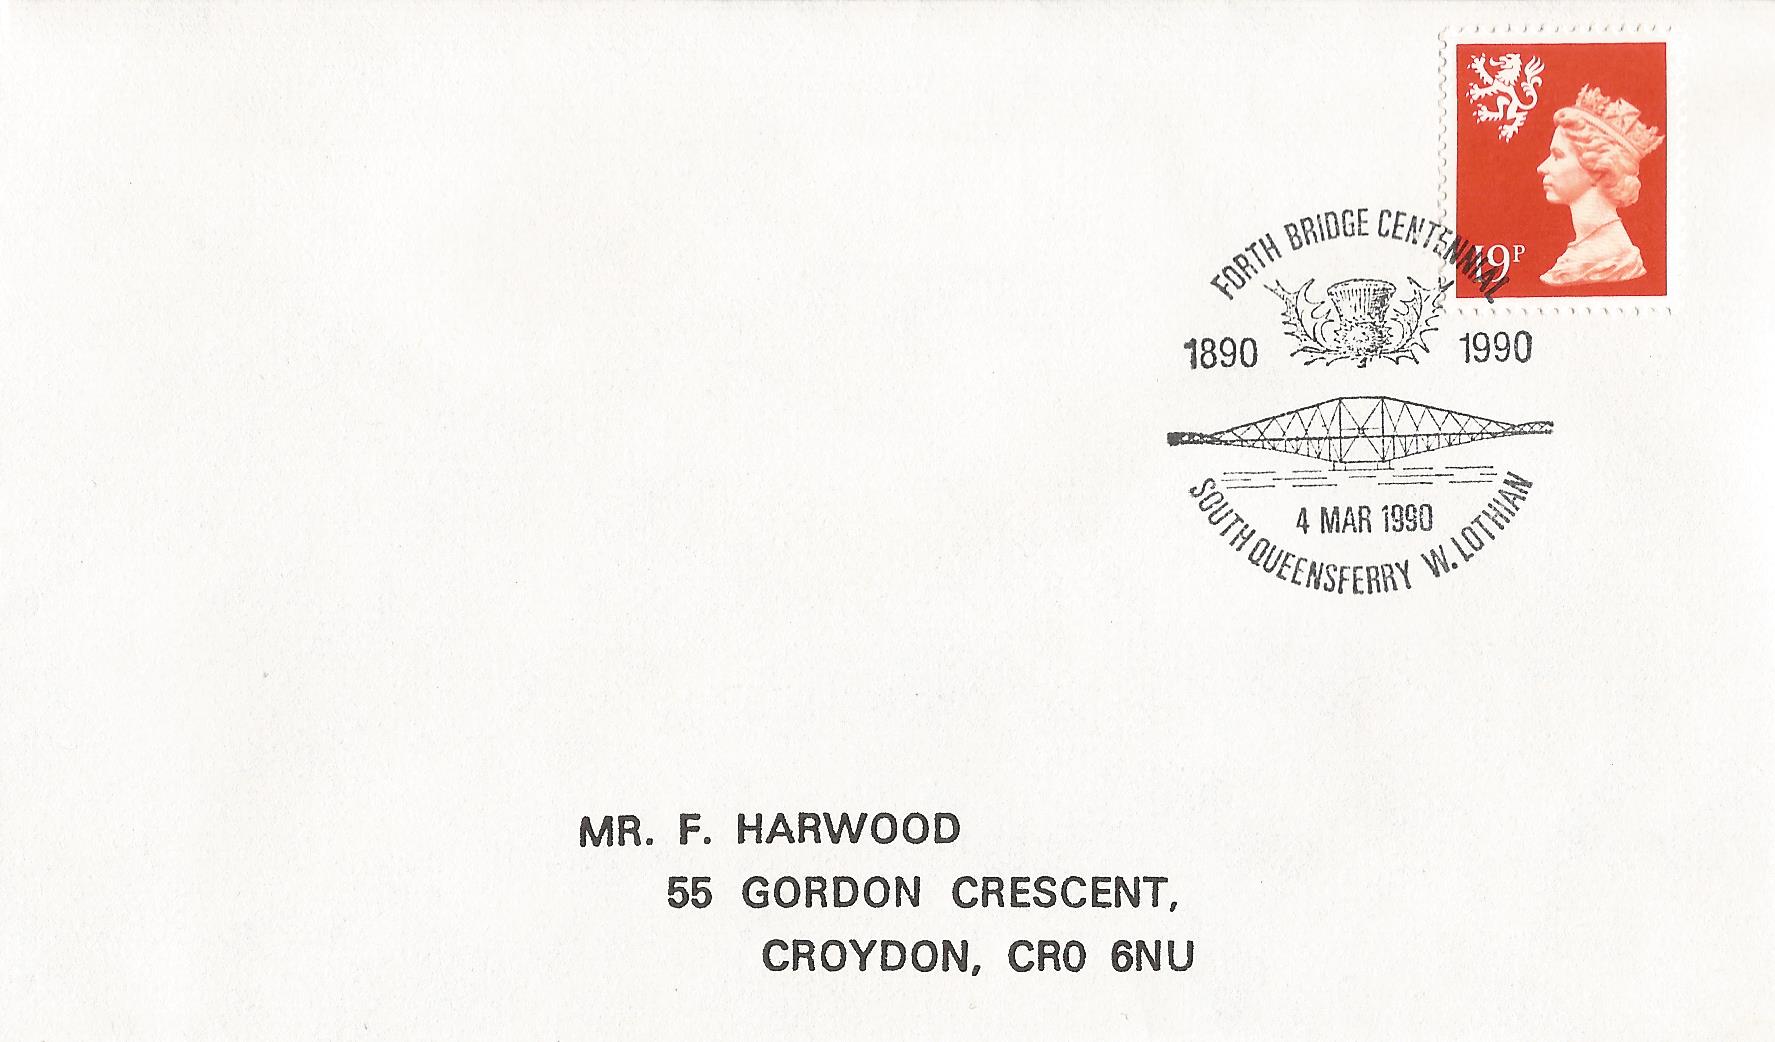 19P
FORTH BRIDGE CENTENNIAL
1890 1990
4 MAR 1990
SOUTH QUEENSFERRY W. LOTHIAN
MR. F. HARWOOD
55 GORDON CRESCENT,
CROYDON, CR0 6NU